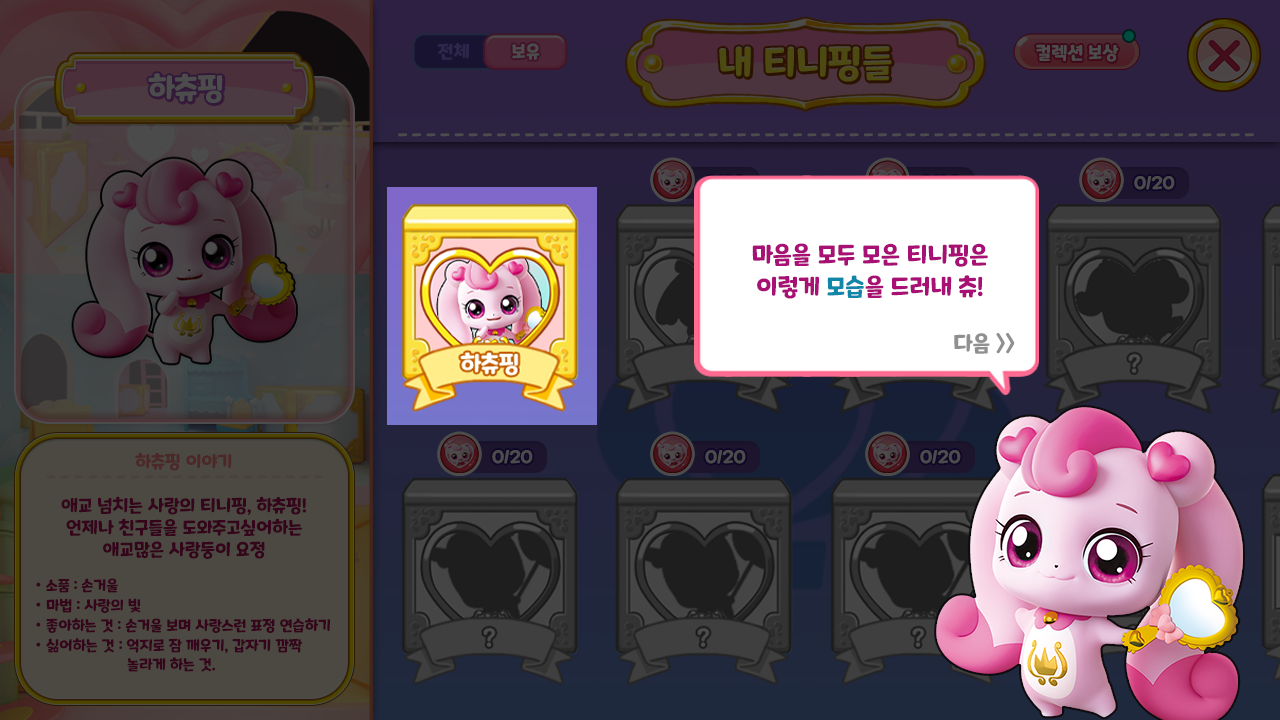 하츄핑
하츄핑 이야기
애교 넘치는 사랑의 티니핑, 하츄핑!
언제나 친구들을 도와주고싶어하는
애교많은 사랑둥이 요정
• 소품 : 손거울
• 마법 : 사랑의 빛
• 좋아하는 것 : 손거울 보며 사랑스런 표정 연습하기
• 싫어하는 것 : 억지로 잠 깨우기, 갑자기 깜짝
놀라게 하는 것.
전체 보유
내 티니핑들
컬렉션 보상
0/20
하츄핑
마음을 모두 모은 티니핑은
이렇게 모습을 드러내 츄!
다음 》
?
0/20 0/20 0/20
? ? ?